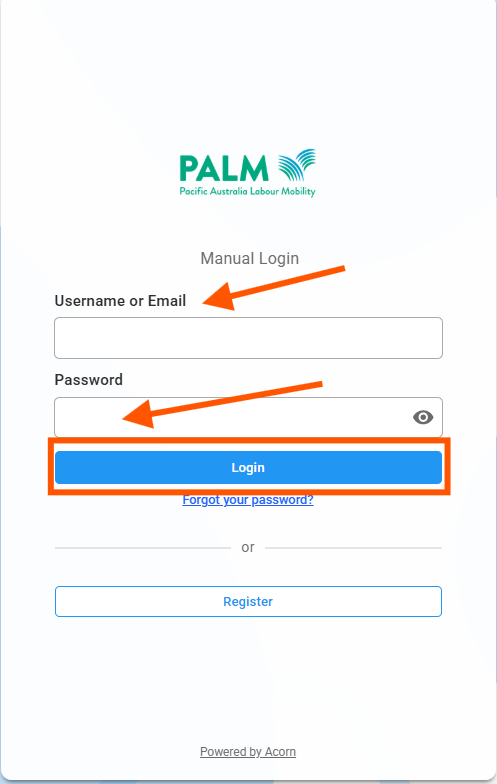 PALM
Pacific Australia Labour Mobility
Manual Login
Username or Email
Password
Login
Forgot your password?
or
Register
Powered by Acorn